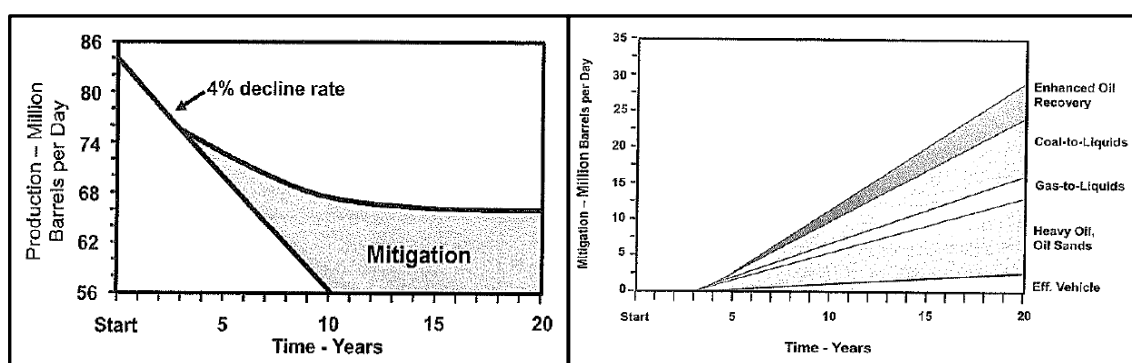 86
80
74
68
62
56
Production – Million
Barrels per Day
4% decline rate
Mitigation
Start 5 10 15 20
Time - Years
35
30
25
20
15
10
5
0
Mitigation – Million Barrels per Day
Enhanced Oil
Recovery
Coal-to-Liquids
Gas-to-Liquids
Heavy Oil,
Oil Sands
Eff. Vehicle
Start 5 10 15 20
Time - Years